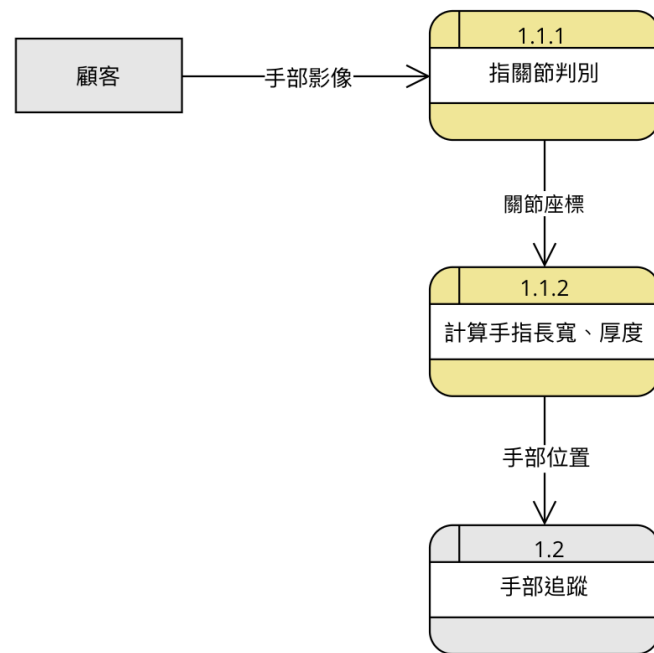 1.1.1
顧客
手部影像
指關節判別
關節座標
1.1.2
計算手指長寬、厚度
手部位置
1.2
手部追蹤